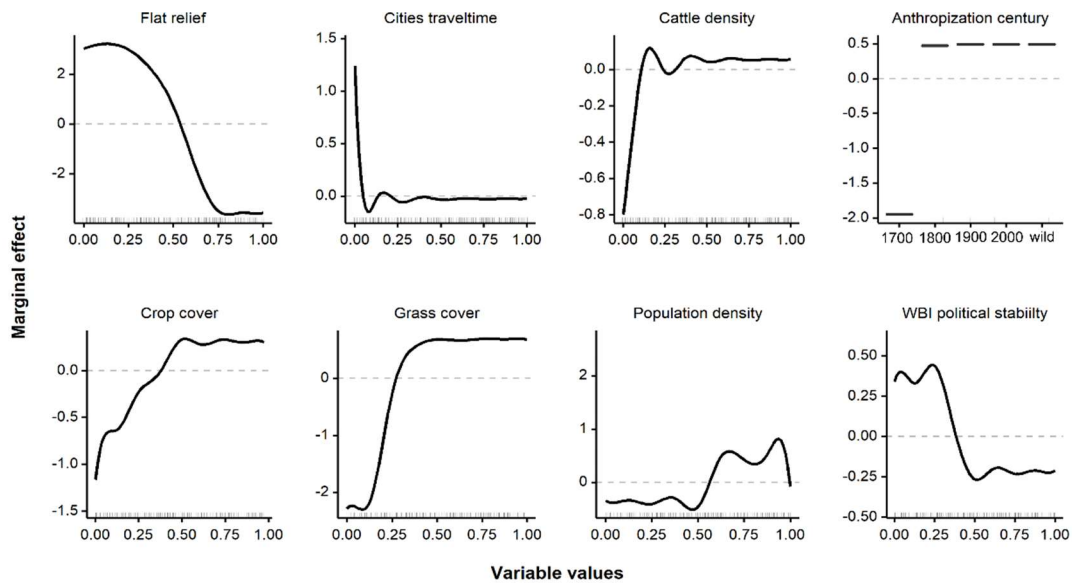 Flat relief
Cities traveltime
Cattle density
Anthropization century
2
0
-2
0.00 0.25 0.50 0.75 1.00
1.5
1.0
0.5
0.0
0.00 0.25 0.50 0.75 1.00
0.0
-0.2
-0.4
-0.6
-0.8
0.00 0.25 0.50 0.75 1.00
0.5
0.0
-0.5
-1.0
-1.5
-2.0
1700 1800 1900 2000 wild
Marginal effect
Crop cover
Grass cover
Population density
WBI political stabiilty
0.0
-0.5
-1.0
-1.5
0.00 0.25 0.50 0.75 1.00
0
-1
-2
0.00 0.25 0.50 0.75 1.00
2
1
0
0.00 0.25 0.50 0.75 1.00
0.50
0.25
0.00
-0.25
-0.50
0.00 0.25 0.50 0.75 1.00
Variable values